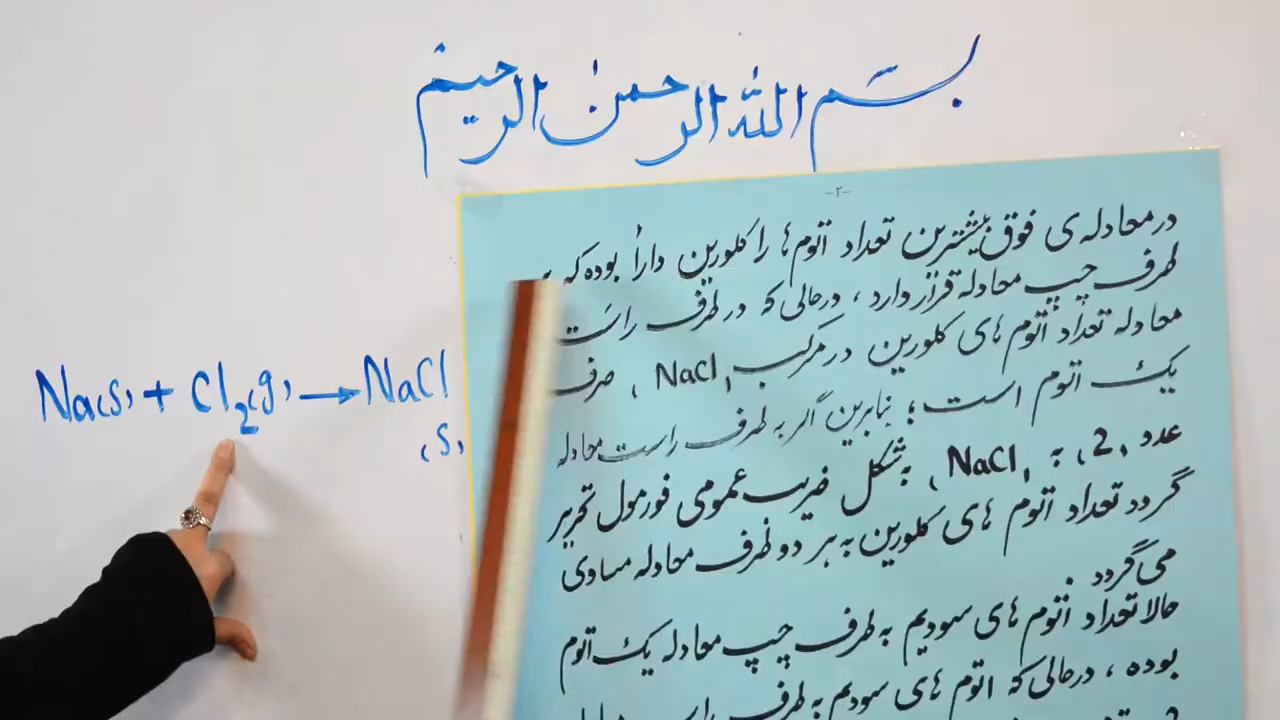 بسم الله الرحمن الرحیم
-۲-
در معادله ی فوق بیشترین تعداد اتوم ها را کلورین دارا بوده که
طرف چپ معادله قرار دارد، درحالی که در طرف راست
معادله تعداد اتوم های کلورین در مرکب (NaCl) صرف
یک اتوم است؛ بنابرین اگر به طرف راست معادله
عدد (2) به (NaCl) به شکل ضریب عمومی فورمول تحریر
گردد تعداد اتوم های کلورین به هر دو طرف معادله مساوی
می گردد.
حالا تعداد اتوم های سودیم به طرف چپ معادله یک اتوم
بوده، درحالی که اتوم های سودیم به طرف
Na(s) + Cl₂(g) → NaCl
(s)